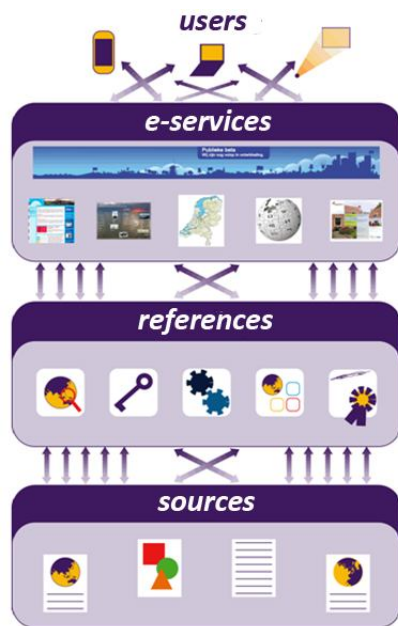 users
e-services
Publieke beta
references
sources